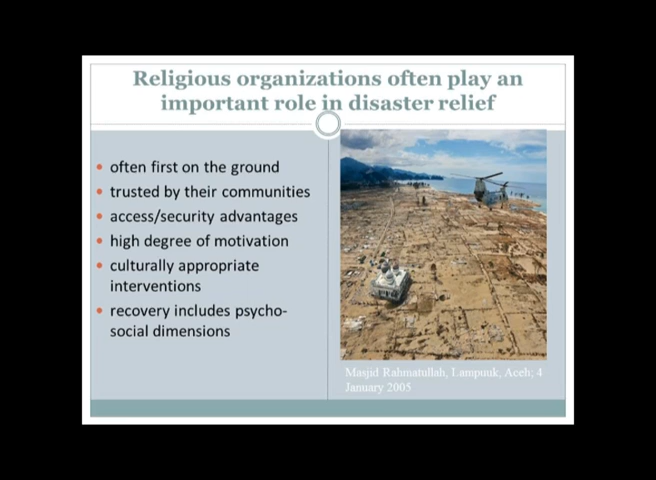 Religious organizations often play an
important role in disaster relief
• often first on the ground
• trusted by their communities
• access/security advantages
• high degree of motivation
• culturally appropriate
interventions
• recovery includes psycho-
social dimensions
Masjid Rahmatullah, Lampuuk, Aceh; 4
January 2005